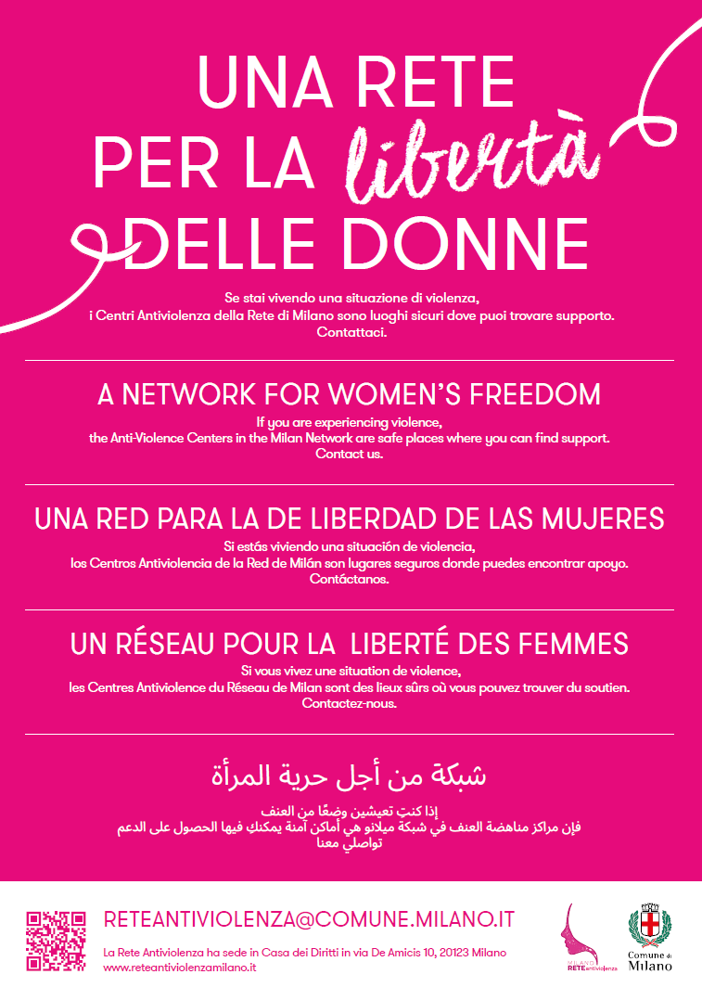 UNA RETE
PER LA libertà
DELLE DONNE
Se stai vivendo una situazione di violenza,
i Centri Antiviolenza della Rete di Milano sono luoghi sicuri dove puoi trovare supporto.
Contattaci.
A NETWORK FOR WOMEN'S FREEDOM
If you are experiencing violence,
the Anti-Violence Centers in the Milan Network are safe places where you can find support.
Contact us.
UNA RED PARA LA DE LIBERDAD DE LAS MUJERES
Si estás viviendo una situación de violencia,
los Centros Antiviolencia de la Red de Milán son lugares seguros donde puedes encontrar apoyo.
Contáctanos.
UN RÉSEAU POUR LA LIBERTÉ DES FEMMES
Si vous vivez une situation de violence,
les Centres Antiviolence du Réseau de Milan sont des lieux sûrs où vous pouvez trouver du soutien.
Contactez-nous.
شبكة من أجل حرية المرأة
إذا كنتِ تعيشين وضعًا من العنف
فإن مراكز مناهضة العنف في شبكة ميلانو هي أماكن آمنة يمكنكِ فيها الحصول على الدعم
تواصلي معنا
RETEANTIVIOLENZA@COMUNE.MILANO.IT
La Rete Antiviolenza ha sede in Casa dei Diritti in via De Amicis 10, 20123 Milano
www.reteantiviolenzamilano.it
MILANO
RETEantiviolenza
Comune di
Milano